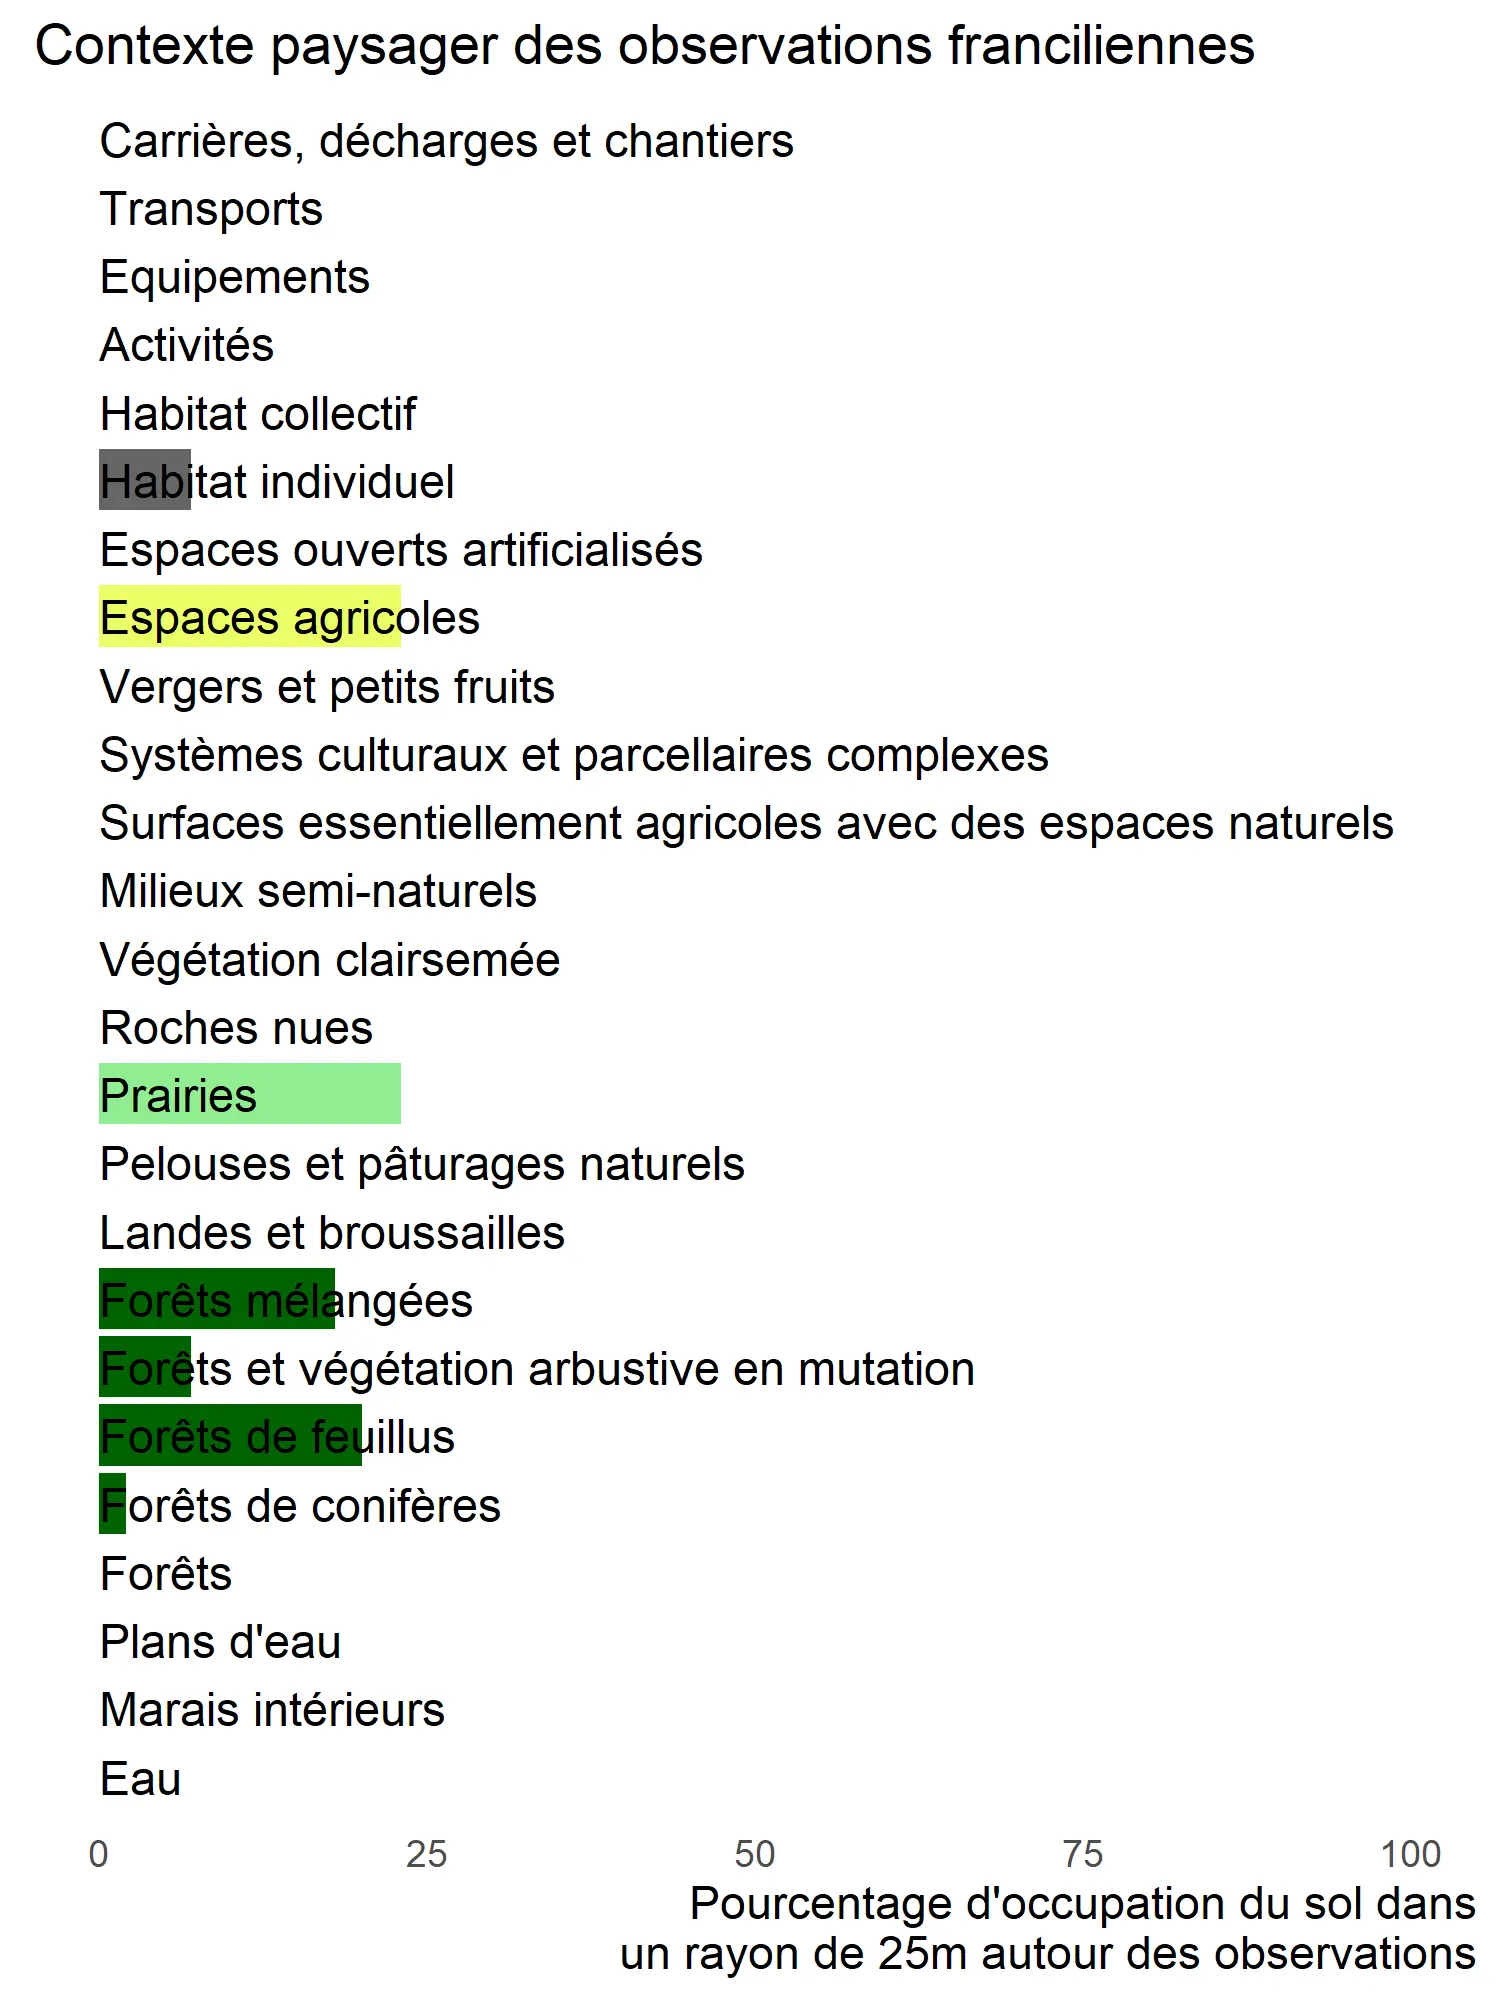 Contexte paysager des observations franciliennes
Carrières, décharges et chantiers
Transports
Equipements
Activités
Habitat collectif
Habitat individuel
Espaces ouverts artificialisés
Espaces agricoles
Vergers et petits fruits
Systèmes culturaux et parcellaires complexes
Surfaces essentiellement agricoles avec des espaces naturels
Milieux semi-naturels
Végétation clairsemée
Roches nues
Prairies
Pelouses et pâturages naturels
Landes et broussailles
Forêts mélangées
Forêts et végétation arbustive en mutation
Forêts de feuillus
Forêts de conifères
Forêts
Plans d'eau
Marais intérieurs
Eau
0 25 50 75 100
Pourcentage d'occupation du sol dans
un rayon de 25m autour des observations